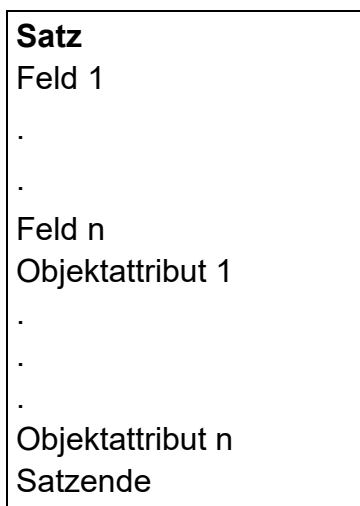 Satz
Feld 1
.
.
Feld n
Objektattribut 1
.
.
.
Objektattribut n
Satzende